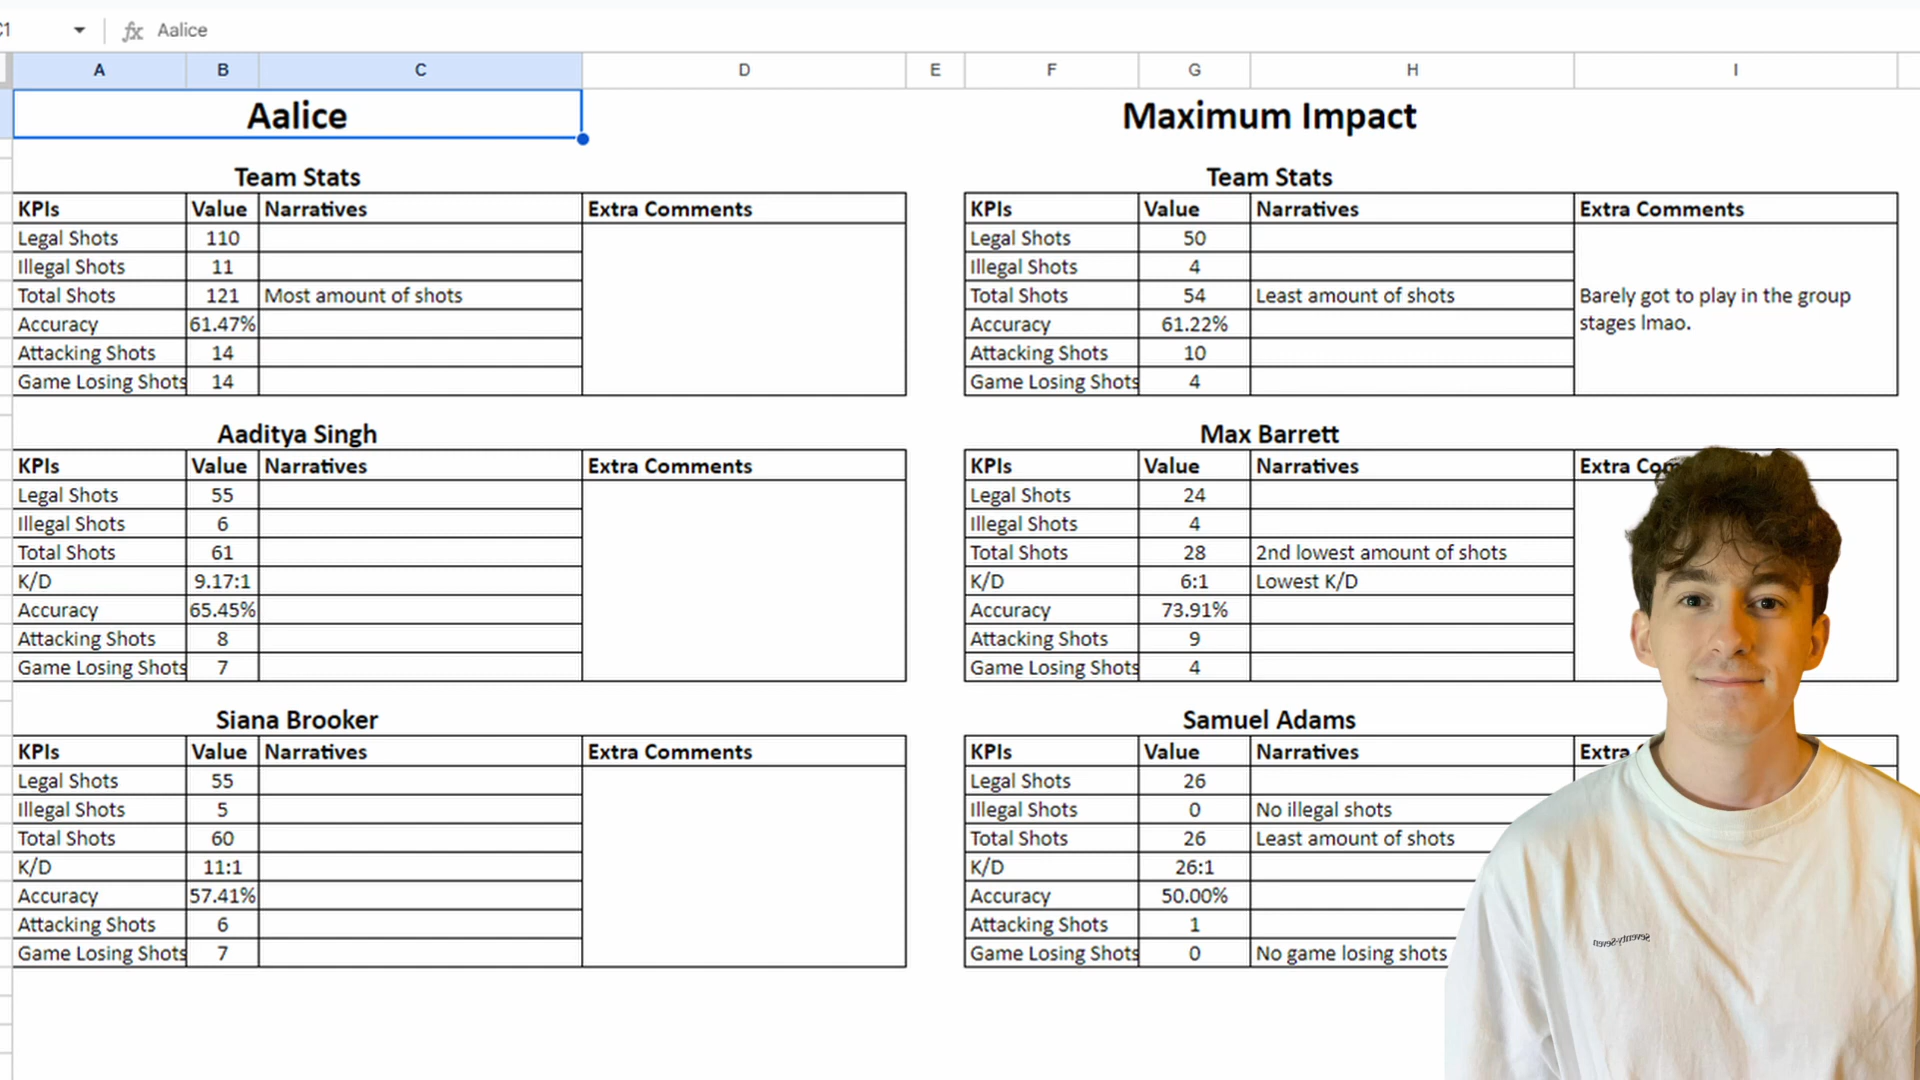 C1 fx Aalice
A B C D E F G H I
Aalice
Team Stats
KPIs Value Narratives Extra Comments
Legal Shots 110
Illegal Shots 11
Total Shots 121 Most amount of shots
Accuracy 61.47%
Attacking Shots 14
Game Losing Shots 14
Aaditya Singh
KPIs Value Narratives Extra Comments
Legal Shots 55
Illegal Shots 6
Total Shots 61
K/D 9.17:1
Accuracy 65.45%
Attacking Shots 8
Game Losing Shots 7
Siana Brooker
KPIs Value Narratives Extra Comments
Legal Shots 55
Illegal Shots 5
Total Shots 60
K/D 11:1
Accuracy 57.41%
Attacking Shots 6
Game Losing Shots 7
Maximum Impact
Team Stats
KPIs Value Narratives Extra Comments
Legal Shots 50
Illegal Shots 4
Total Shots 54 Least amount of shots
Accuracy 61.22%
Attacking Shots 10
Game Losing Shots 4
Barely got to play in the group
stages lmao.
Max Barrett
KPIs Value Narratives Extra Com
Legal Shots 24
Illegal Shots 4
Total Shots 28 2nd lowest amount of shots
K/D 6:1 Lowest K/D
Accuracy 73.91%
Attacking Shots 9
Game Losing Shots 4
Samuel Adams
KPIs Value Narratives Extra
Legal Shots 26
Illegal Shots 0 No illegal shots
Total Shots 26 Least amount of shots
K/D 26:1
Accuracy 50.00%
Attacking Shots 1
Game Losing Shots 0 No game losing shots
Seventy-Seven